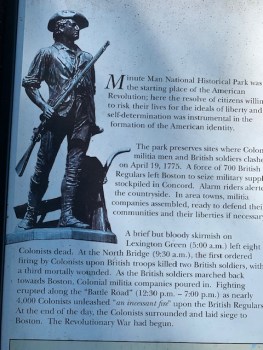 Minute Man National Historical Park was
the starting place of the American
Revolution; here the resolve of citizens willin
to risk their lives for the ideals of liberty and
self-determination was instrumental in the
formation of the American identity.
The park preserves sites where Colon
militia men and British soldiers clashe
on April 19, 1775. A force of 700 British
Regulars left Boston to seize military suppl
stockpiled in Concord. Alarm riders alerte
the countryside. In area towns, militia
companies assembled, ready to defend thei
communities and their liberties if necessar
A brief but bloody skirmish on
Lexington Green (5:00 a.m.) left eight
Colonists dead. At the North Bridge (9:30 a.m.), the first ordered
firing by Colonists upon British troops killed two British soldiers, with
a third mortally wounded. As the British soldiers marched back
towards Boston, Colonial militia companies poured in. Fighting
erupted along the "Battle Road" (12:30 p.m. – 7:00 p.m.) as nearly
4,000 Colonists unleashed "an incessant fire" upon the British Regulars
At the end of the day, the Colonists surrounded and laid siege to
Boston. The Revolutionary War had begun.